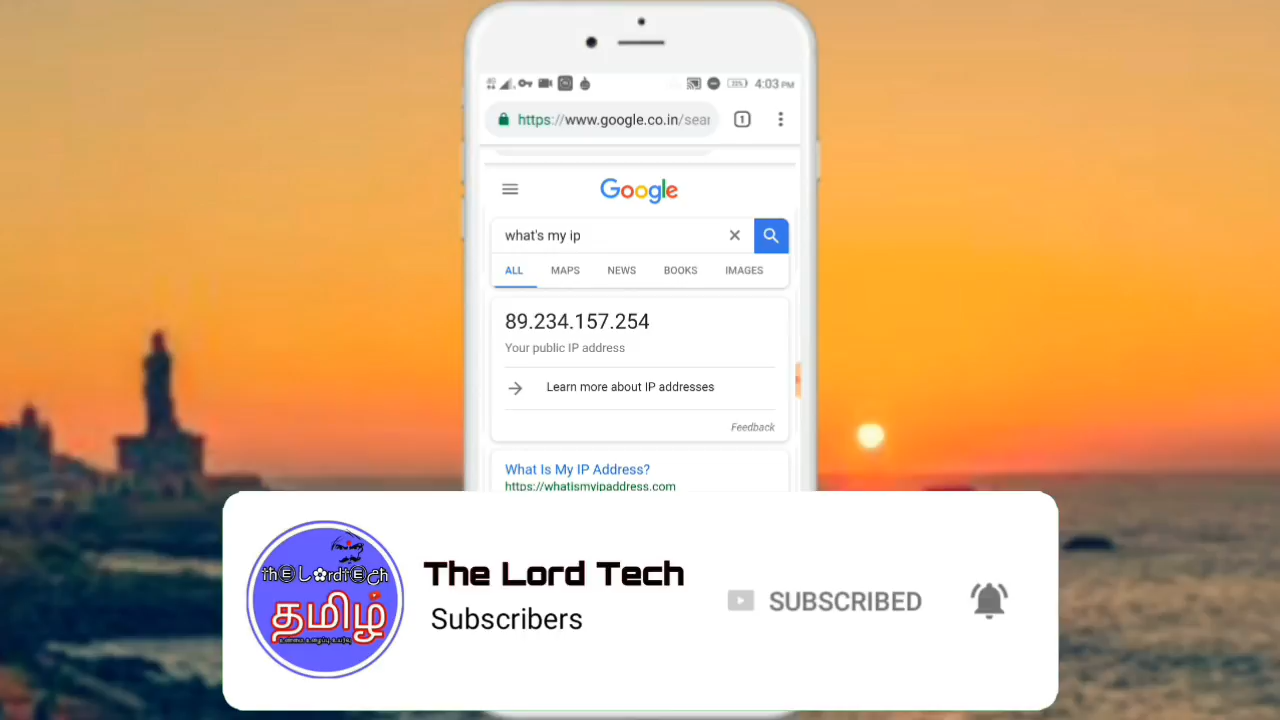 4:03 PM
https://www.google.co.in/sear
1
Google
what's my ip
ALL MAPS NEWS BOOKS IMAGES
89.234.157.254
Your public IP address
Learn more about IP addresses
Feedback
What Is My IP Address?
https://whatismyipaddress.com
thⒺ L✿rdtⒺch
தமிழ்
The Lord Tech
Subscribers
SUBSCRIBED